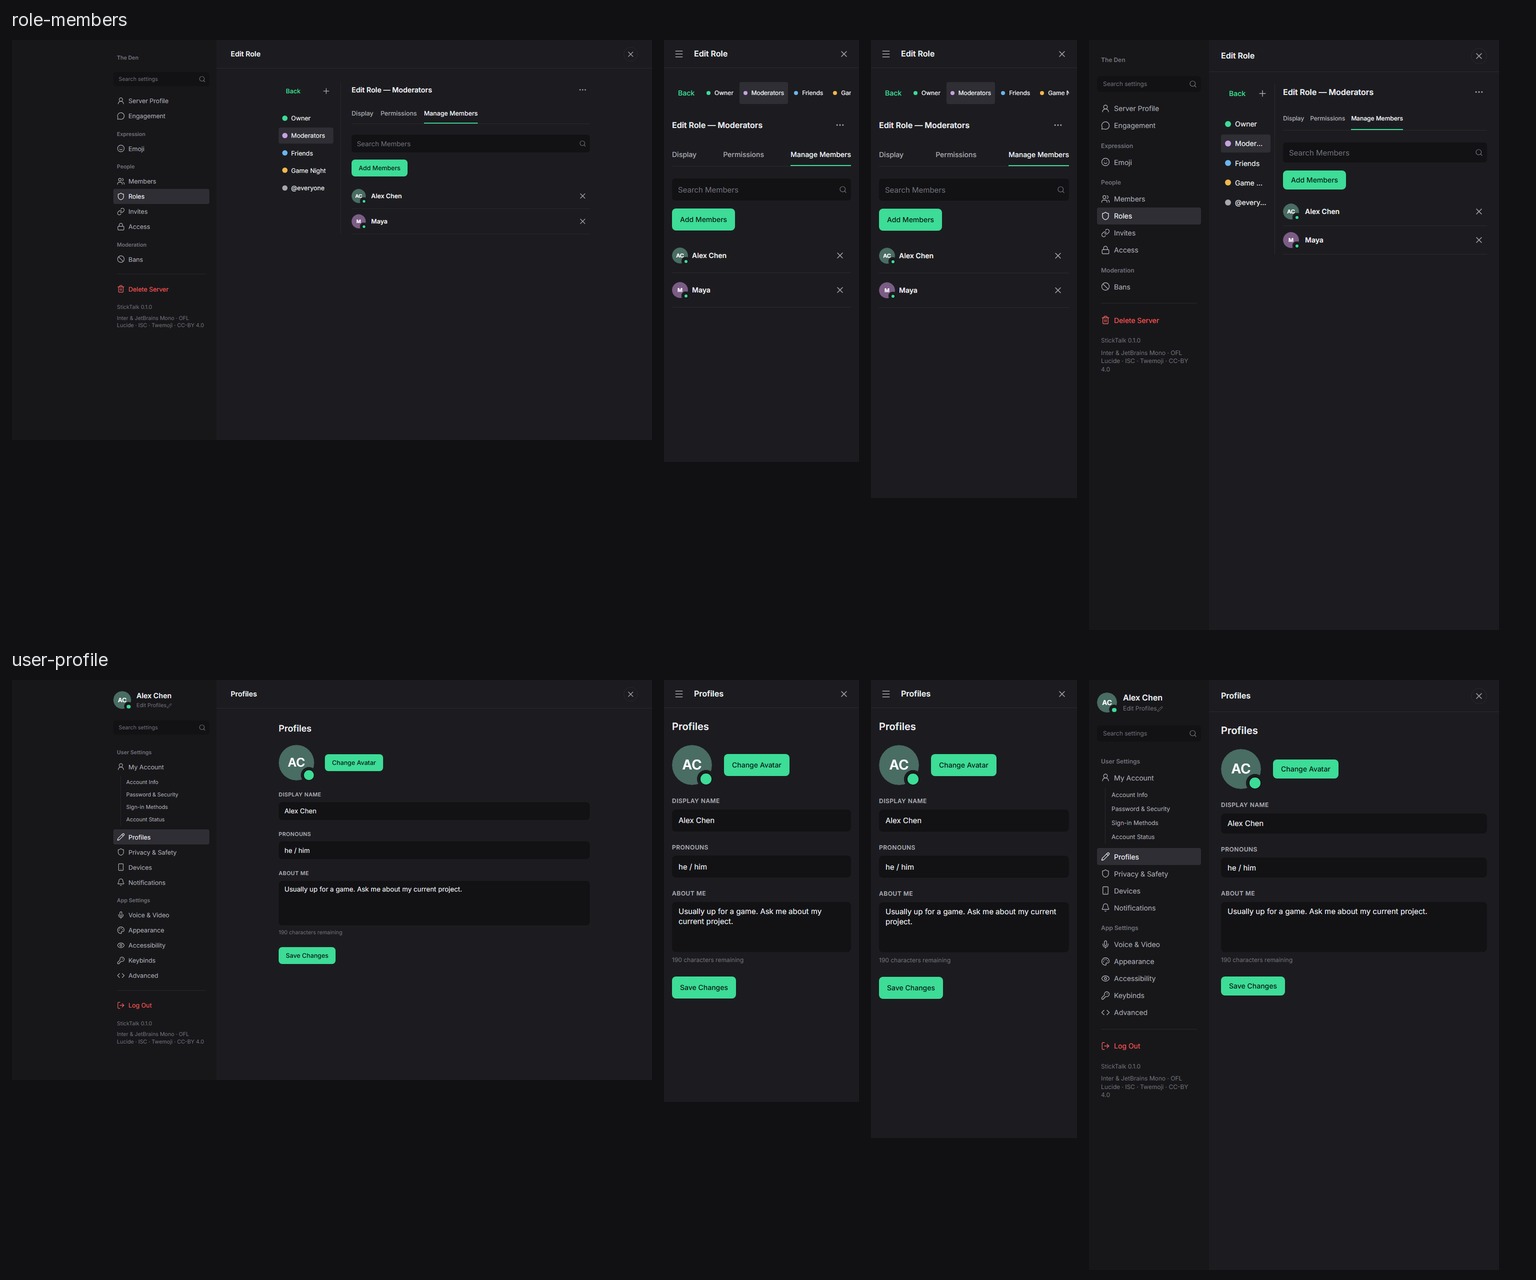 role-members
The Den
Search settings
Server Profile
Engagement
Expression
Emoji
People
Members
Roles
Invites
Access
Moderation
Bans
Delete Server
StickTalk 0.1.0
Inter & JetBrains Mono · OFL
Lucide · ISC · Twemoji · CC-BY 4.0
Edit Role
Back
Owner
Moderators
Friends
Game Night
@everyone
Edit Role — Moderators
Display Permissions Manage Members
Search Members
Add Members
AC Alex Chen
M Maya
Edit Role
Back Owner Moderators Friends Gar
Edit Role — Moderators
Display Permissions Manage Members
Search Members
Add Members
AC Alex Chen
M Maya
Edit Role
Back Owner Moderators Friends Game N
Edit Role — Moderators
Display Permissions Manage Members
Search Members
Add Members
AC Alex Chen
M Maya
The Den
Search settings
Server Profile
Engagement
Expression
Emoji
People
Members
Roles
Invites
Access
Moderation
Bans
Delete Server
StickTalk 0.1.0
Inter & JetBrains Mono · OFL
Lucide · ISC · Twemoji · CC-BY
4.0
Edit Role
Back
Owner
Moder...
Friends
Game ...
@every...
Edit Role — Moderators
Display Permissions Manage Members
Search Members
Add Members
AC Alex Chen
M Maya
user-profile
AC Alex Chen
Edit Profiles
Search settings
User Settings
My Account
Account Info
Password & Security
Sign-in Methods
Account Status
Profiles
Privacy & Safety
Devices
Notifications
App Settings
Voice & Video
Appearance
Accessibility
Keybinds
Advanced
Log Out
StickTalk 0.1.0
Inter & JetBrains Mono · OFL
Lucide · ISC · Twemoji · CC-BY 4.0
Profiles
Profiles
AC Change Avatar
DISPLAY NAME
Alex Chen
PRONOUNS
he / him
ABOUT ME
Usually up for a game. Ask me about my current project.
190 characters remaining
Save Changes
Profiles
Profiles
AC Change Avatar
DISPLAY NAME
Alex Chen
PRONOUNS
he / him
ABOUT ME
Usually up for a game. Ask me about my
current project.
190 characters remaining
Save Changes
Profiles
Profiles
AC Change Avatar
DISPLAY NAME
Alex Chen
PRONOUNS
he / him
ABOUT ME
Usually up for a game. Ask me about my current
project.
190 characters remaining
Save Changes
AC Alex Chen
Edit Profiles
Search settings
User Settings
My Account
Account Info
Password & Security
Sign-in Methods
Account Status
Profiles
Privacy & Safety
Devices
Notifications
App Settings
Voice & Video
Appearance
Accessibility
Keybinds
Advanced
Log Out
StickTalk 0.1.0
Inter & JetBrains Mono · OFL
Lucide · ISC · Twemoji · CC-BY
4.0
Profiles
Profiles
AC Change Avatar
DISPLAY NAME
Alex Chen
PRONOUNS
he / him
ABOUT ME
Usually up for a game. Ask me about my current project.
190 characters remaining
Save Changes